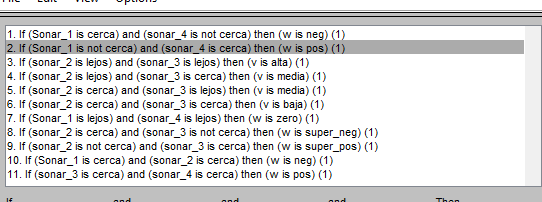 File Edit View Options
1. If (Sonar_1 is cerca) and (sonar_4 is not cerca) then (w is neg) (1)
2. If (Sonar_1 is not cerca) and (sonar_4 is cerca) then (w is pos) (1)
3. If (sonar_2 is lejos) and (sonar_3 is lejos) then (v is alta) (1)
4. If (sonar_2 is lejos) and (sonar_3 is cerca) then (v is media) (1)
5. If (sonar_2 is cerca) and (sonar_3 is lejos) then (v is media) (1)
6. If (sonar_2 is cerca) and (sonar_3 is cerca) then (v is baja) (1)
7. If (Sonar_1 is lejos) and (sonar_4 is lejos) then (w is zero) (1)
8. If (sonar_2 is cerca) and (sonar_3 is not cerca) then (w is super_neg) (1)
9. If (sonar_2 is not cerca) and (sonar_3 is cerca) then (w is super_pos) (1)
10. If (Sonar_1 is cerca) and (sonar_2 is cerca) then (w is neg) (1)
11. If (sonar_3 is cerca) and (sonar_4 is cerca) then (w is pos) (1)
If and and and Then